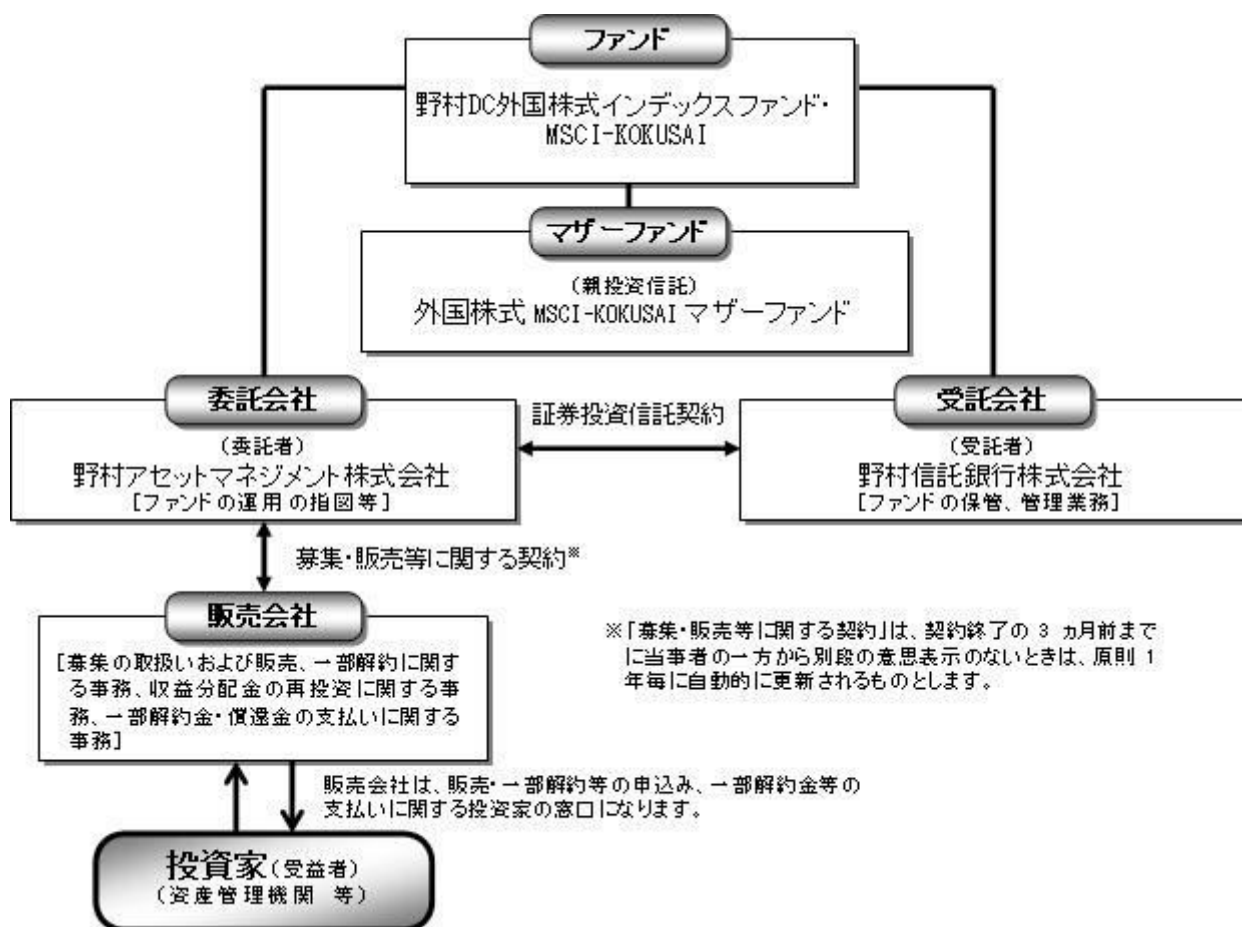 ファンド
野村DC外国株式インデックスファンド・
MSCI-KOKUSAI
マザーファンド
(親投資信託)
外国株式 MSCI-KOKUSAI マザーファンド
委託会社
(委託者)
野村アセットマネジメント株式会社
[ファンドの運用の指図等]
証券投資信託契約
受託会社
(受託者)
野村信託銀行株式会社
[ファンドの保管、管理業務]
募集・販売等に関する契約※
販売会社
[募集の取扱いおよび販売、一部解約に関す
る事務、収益分配金の再投資に関する事
務、一部解約金・償還金の支払いに関する
事務]
※「募集・販売等に関する契約」は、契約終了の 3 ヵ月前まで
に当事者の一方から別段の意思表示のないときは、原則 1
年毎に自動的に更新されるものとします。
販売会社は、販売・一部解約等の申込み、一部解約金等の
支払いに関する投資家の窓口になります。
投資家(受益者)
(資産管理機関 等)